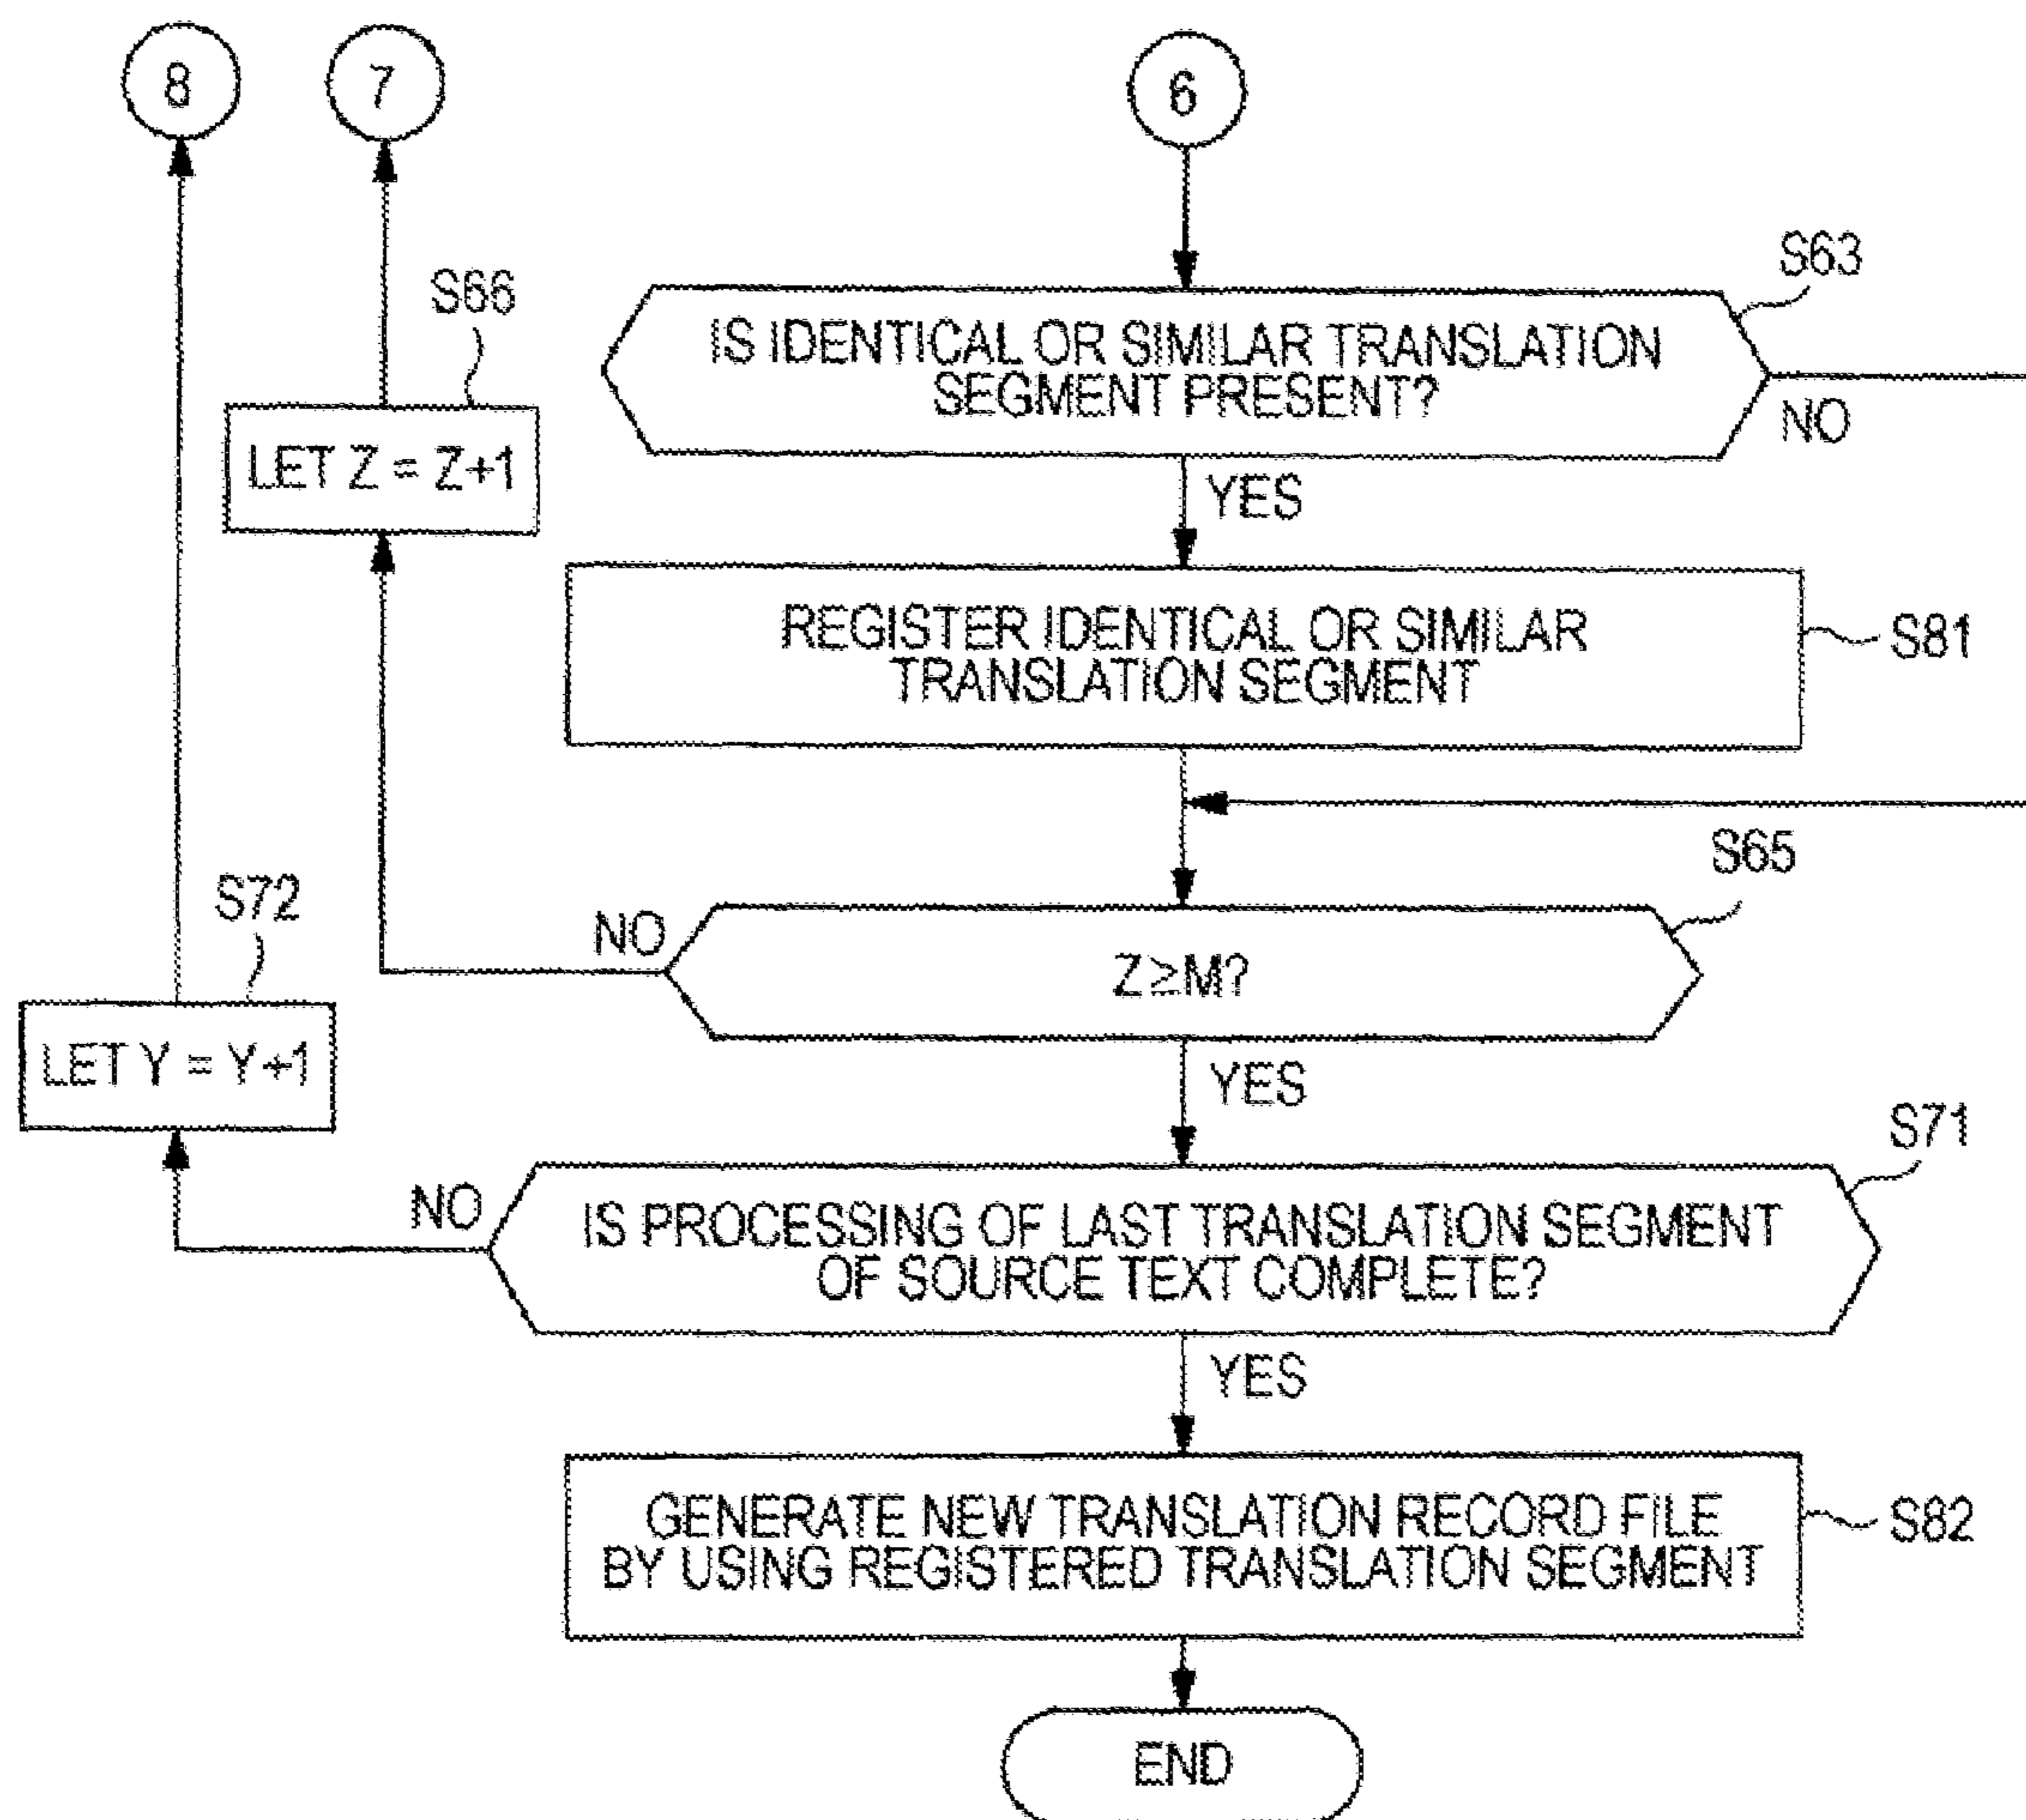 8
7
6
S63
S66
IS IDENTICAL OR SIMILAR TRANSLATION
SEGMENT PRESENT?
NO
LET Z = Z+1
YES
REGISTER IDENTICAL OR SIMILAR
TRANSLATION SEGMENT
S81
S65
S72
NO
Z≥M?
LET Y = Y+1
YES
S71
NO
IS PROCESSING OF LAST TRANSLATION SEGMENT
OF SOURCE TEXT COMPLETE?
YES
GENERATE NEW TRANSLATION RECORD FILE
BY USING REGISTERED TRANSLATION SEGMENT
S82
END